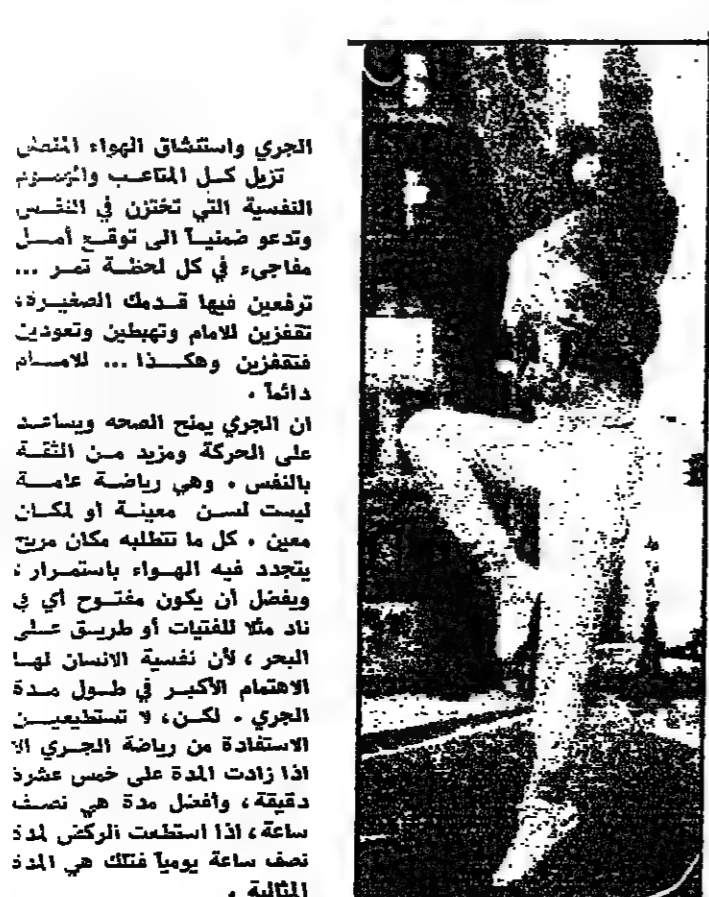 الجري واستنشاق الهواء المنعش
تزيل كل المتاعب والهموم
النفسية التي تختزن في النفس
وتدعو ضمنياً الى توقع أمل
مفاجيء في كل لحظة تمر ...
ترفعين فيها قدمك الصغيرة،
تقفزين للامام وتهبطين وتعودين
فتقفزين وهكذا ... للامام
دائماً .
ان الجري يمنح الصحه ويساعد
على الحركة ومزيد من الثقة
بالنفس . وهي رياضة عامة
ليست لسن معينة أو لمكان
معين . كل ما تتطلبه مكان مريح
يتجدد فيه الهواء باستمرار ،
ويفضل أن يكون مفتوح أي في
ناد مثلا للفتيات أو طريق على
البحر ، لأن نفسية الانسان لها
الاهتمام الأكبر في طول مدة
الجري . لكن، لا تستطيعين
الاستفادة من رياضة الجري الا
اذا زادت المدة على خمس عشرة
دقيقة، وأفضل مدة هي نصف
ساعة، اذا استطعت الركض لمدة
نصف ساعة يومياً فتلك هي المدة
المثالية .